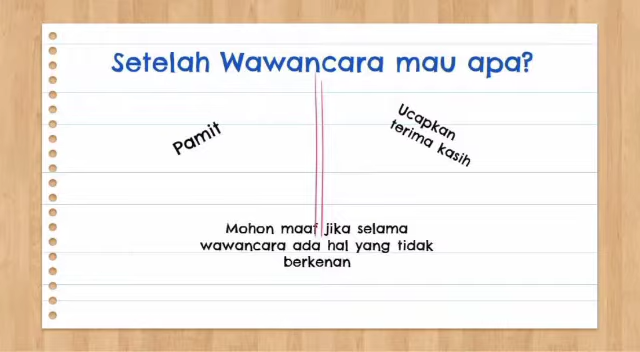 Setelah Wawancara mau apa?
Pamit
Ucapkan
terima kasih
Mohon maaf jika selama
wawancara ada hal yang tidak
berkenan